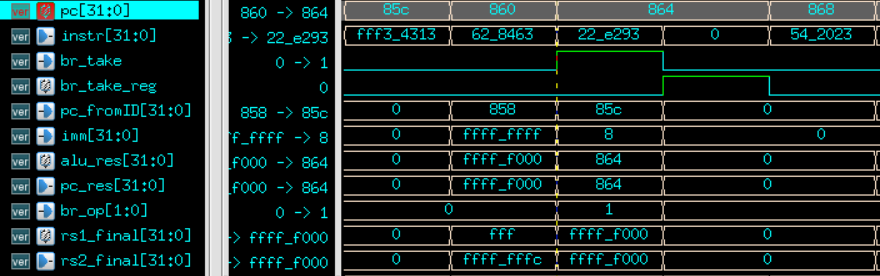 ver pc[31:0] 860 -> 864 85c 860 864 868
ver instr[31:0] 3 -> 22_e293 fff3_4313 62_8463 22_e293 0 54_2023
ver br_take 0 -> 1
ver br_take_reg 0
ver pc_fromID[31:0] 858 -> 85c 0 858 85c 0
ver imm[31:0] ff_ffff -> 8 0 ffff_ffff 8 0 0
ver alu_res[31:0] _f000 -> 864 0 ffff_f000 864 0
ver pc_res[31:0] _f000 -> 864 0 ffff_f000 864 0
ver br_op[1:0] 0 -> 1 0 1
ver rs1_final[31:0] -> ffff_f000 0 fff ffff_f000 0
ver rs2_final[31:0] -> ffff_f000 0 ffff_fffc ffff_f000 0